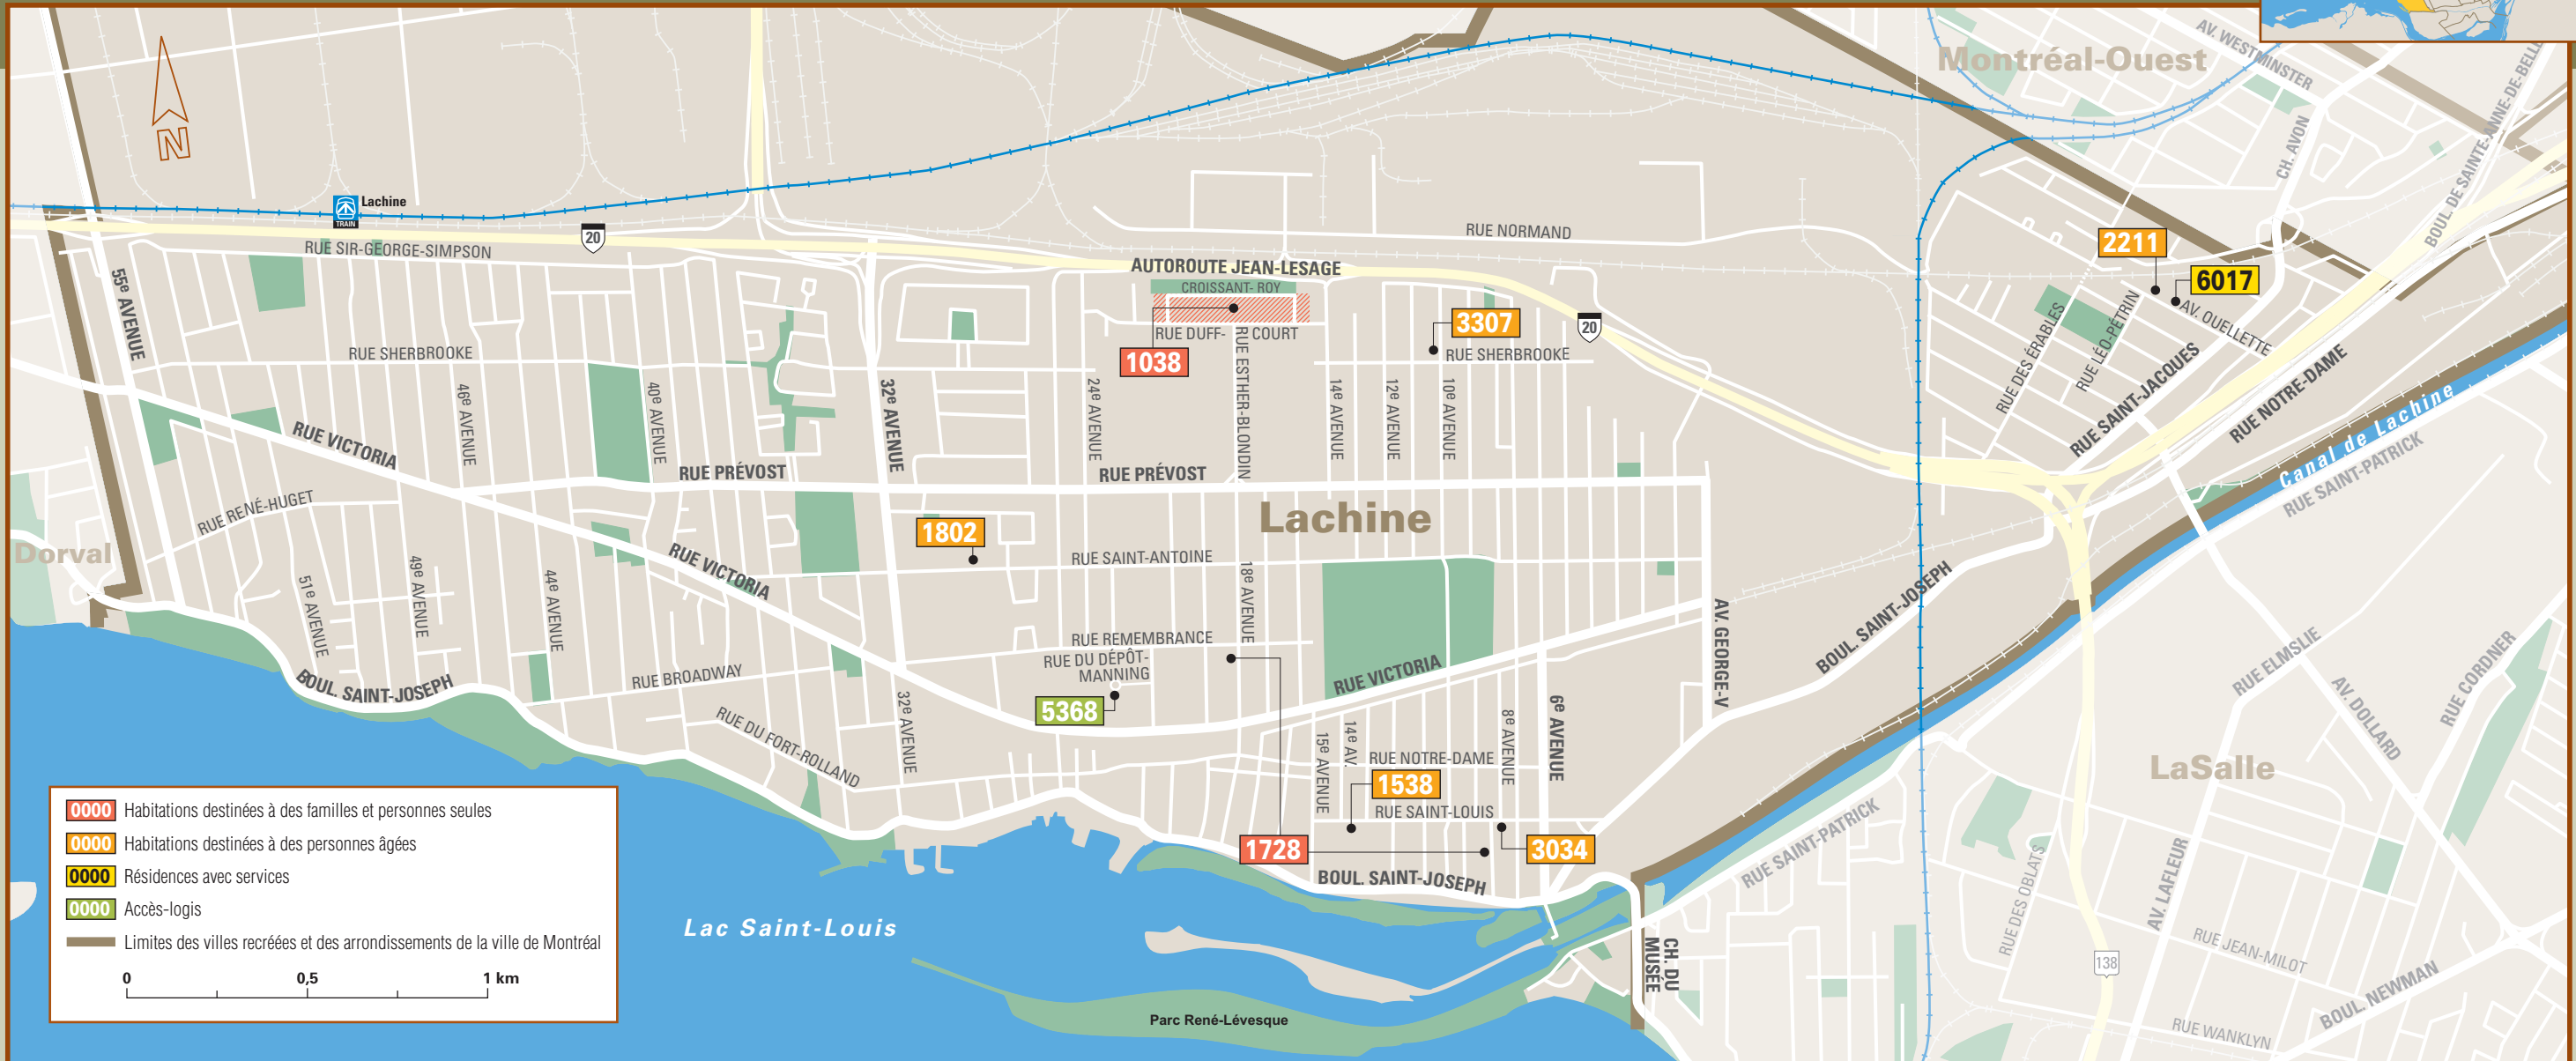 Montréal-Ouest
AV. WESTMINSTER
CH. AVON
BOUL. DE SAINTE-ANNE-DE-BELLE
N
Lachine
TRAIN
20
RUE SIR-GEORGE-SIMPSON
RUE NORMAND
AUTOROUTE JEAN-LESAGE
CROISSANT- ROY
RUE DUFF-
COURT
RUE ESTHER-BLONDIN
1038
3307
20
2211
6017
AV. OUELLETTE
RUE LÉO-PÉTRIN
RUE DES ÉRABLES
RUE SAINT-JACQUES
RUE NOTRE-DAME
Canal de Lachine
RUE SAINT-PATRICK
55e AVENUE
RUE SHERBROOKE
RUE SHERBROOKE
46e AVENUE
40e AVENUE
32e AVENUE
24e AVENUE
14e AVENUE
12e AVENUE
10e AVENUE
RUE VICTORIA
RUE PRÉVOST
RUE PRÉVOST
RUE RENÉ-HUGET
Lachine
Dorval
1802
RUE SAINT-ANTOINE
RUE VICTORIA
51e AVENUE
49e AVENUE
44e AVENUE
18e AVENUE
RUE REMEMBRANCE
RUE DU DÉPÔT-
MANNING
5368
RUE VICTORIA
AV. GEORGE-V
BOUL. SAINT-JOSEPH
BOUL. SAINT-JOSEPH
RUE BROADWAY
RUE DU FORT-ROLLAND
32e AVENUE
15e AVENUE
14e AV.
RUE NOTRE-DAME
1538
RUE SAINT-LOUIS
8e AVENUE
6e AVENUE
1728
3034
BOUL. SAINT-JOSEPH
RUE ELMSLIE
AV. DOLLARD
RUE CORDNER
LaSalle
RUE SAINT-PATRICK
RUE DES OBLATS
AV. LAFLEUR
RUE JEAN-MILOT
138
BOUL. NEWMAN
RUE WANKLYN
CH. DU
MUSÉE
Lac Saint-Louis
Parc René-Lévesque
0000 Habitations destinées à des familles et personnes seules
0000 Habitations destinées à des personnes âgées
0000 Résidences avec services
0000 Accès-logis
Limites des villes recréées et des arrondissements de la ville de Montréal
0 0,5 1 km